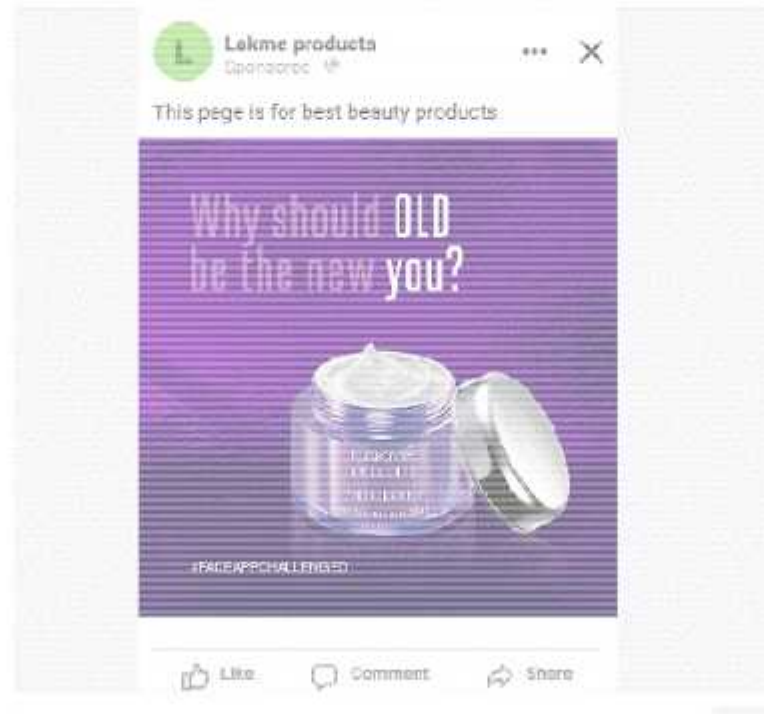 L
Lakme products
Sponsored
This page is for best beauty products
Why should OLD
be the new you?
#FACEAPPCHALLENGED
Like
Comment
Share